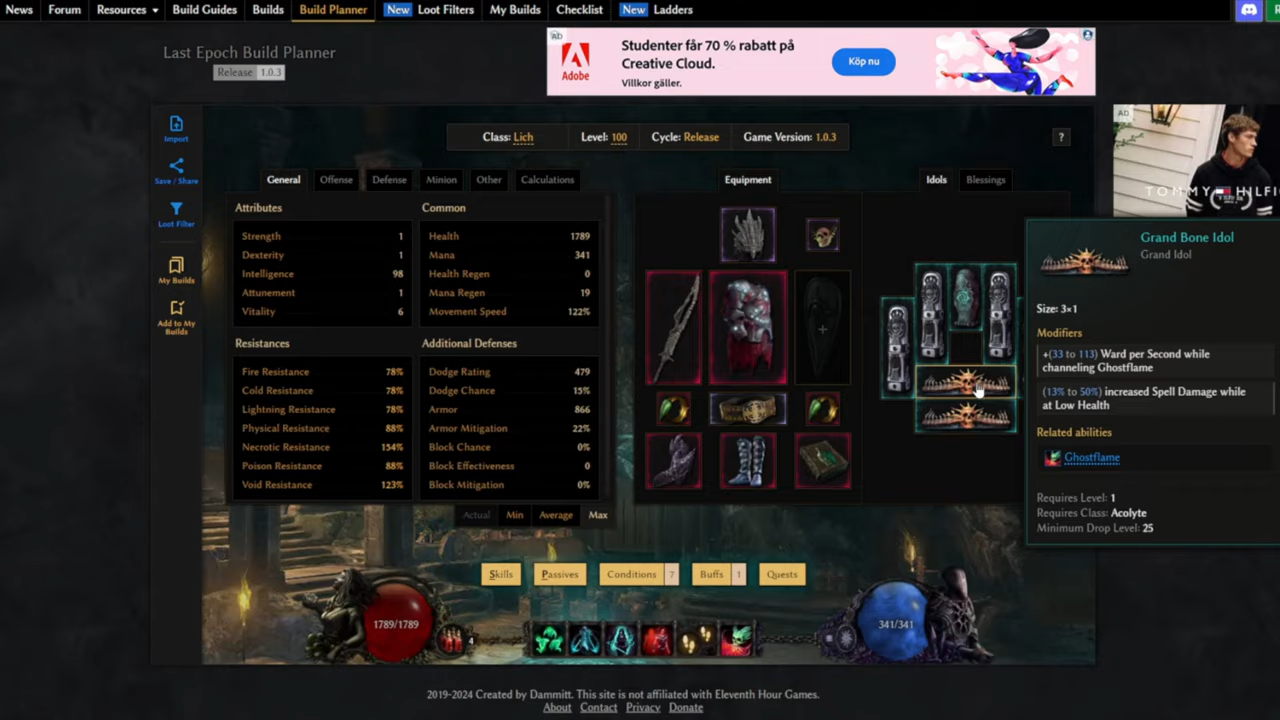 News Forum Resources Build Guides Builds Build Planner New Loot Filters My Builds Checklist New Ladders
Last Epoch Build Planner
Release 1.0.3
AD
Adobe
Studenter får 70 % rabatt på
Creative Cloud.
Villkor gäller.
Köp nu
AD
TOMMY HILFI
Import
Save / Share
Loot Filter
My Builds
Add to My
Builds
Class: Lich Level: 100 Cycle: Release Game Version: 1.0.3
?
General Offense Defense Minion Other Calculations
Attributes
Strength 1
Dexterity 1
Intelligence 98
Attunement 1
Vitality 6
Common
Health 1789
Mana 341
Health Regen 0
Mana Regen 19
Movement Speed 122%
Resistances
Fire Resistance 78%
Cold Resistance 78%
Lightning Resistance 78%
Physical Resistance 88%
Necrotic Resistance 154%
Poison Resistance 88%
Void Resistance 123%
Additional Defenses
Dodge Rating 479
Dodge Chance 15%
Armor 866
Armor Mitigation 22%
Block Chance 0%
Block Effectiveness 0
Block Mitigation 0%
Actual Min Average Max
Equipment
Idols Blessings
Grand Bone Idol
Grand Idol
Size: 3×1
Modifiers
+(33 to 113) Ward per Second while
channeling Ghostflame
(13% to 50%) increased Spell Damage while
at Low Health
Related abilities
Ghostflame
Requires Level: 1
Requires Class: Acolyte
Minimum Drop Level: 25
Skills Passives Conditions 7 Buffs 1 Quests
1789/1789
4
341/341
2019-2024 Created by Dammitt. This site is not affiliated with Eleventh Hour Games.
About Contact Privacy Donate